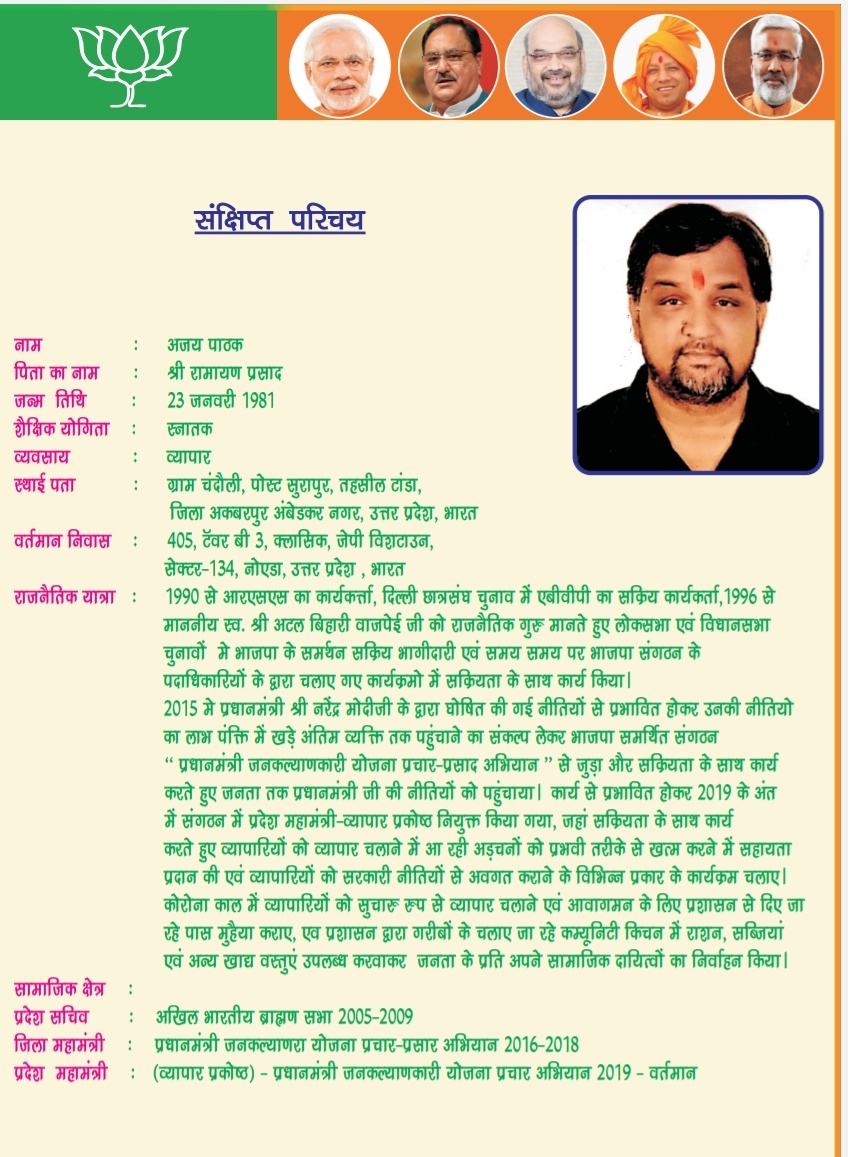 संक्षिप्त परिचय
नाम : अजय पाठक
पिता का नाम : श्री रामायण प्रसाद
जन्म तिथि : 23 जनवरी 1981
शैक्षिक योगिता : स्नातक
व्यवसाय : व्यापार
स्थाई पता : ग्राम चंदौली, पोस्ट सुरापुर, तहसील टांडा,
जिला अकबरपुर अंबेडकर नगर, उत्तर प्रदेश, भारत
वर्तमान निवास : 405, टॅवर बी 3, क्लासिक, जेपी विशटाउन,
सेक्टर-134, नोएडा, उत्तर प्रदेश , भारत
राजनैतिक यात्रा : 1990 से आरएसएस का कार्यकर्त्ता, दिल्ली छात्रसंघ चुनाव में एबीवीपी का सक्रिय कार्यकर्ता,1996 से
माननीय स्व. श्री अटल बिहारी वाजपेई जी को राजनैतिक गुरू मानते हुए लोकसभा एवं विधानसभा
चुनावों मे भाजपा के समर्थन सक्रिय भागीदारी एवं समय समय पर भाजपा संगठन के
पदाधिकारियों के द्वारा चलाए गए कार्यक्रमो में सक्रियता के साथ कार्य किया|
2015 मे प्रधानमंत्री श्री नरेंद्र मोदीजी के द्वारा घोषित की गई नीतियों से प्रभावित होकर उनकी नीतियो
का लाभ पंक्ति में खड़े अंतिम व्यक्ति तक पहुंचाने का संकल्प लेकर भाजपा समर्थित संगठन
“ प्रधानमंत्री जनकल्याणकारी योजना प्रचार-प्रसाद अभियान ” से जुड़ा और सक्रियता के साथ कार्य
करते हुए जनता तक प्रधानमंत्री जी की नीतियों को पहुंचाया| कार्य से प्रभावित होकर 2019 के अंत
में संगठन में प्रदेश महामंत्री-व्यापार प्रकोष्ठ नियुक्त किया गया, जहां सक्रियता के साथ कार्य
करते हुए व्यापारियों को व्यापार चलाने में आ रही अड़चनों को प्रभवी तरीके से खत्म करने में सहायता
प्रदान की एवं व्यापारियों को सरकारी नीतियों से अवगत कराने के विभिन्न प्रकार के कार्यक्रम चलाए|
कोरोना काल में व्यापारियों को सुचारू रूप से व्यापार चलाने एवं आवागमन के लिए प्रशासन से दिए जा
रहे पास मुहैया कराए, एव प्रशासन द्वारा गरीबों के चलाए जा रहे कम्यूनिटी किचन में राशन, सब्जियां
एवं अन्य खाद्य वस्तुएं उपलब्ध करवाकर जनता के प्रति अपने सामाजिक दायित्वों का निर्वाहन किया|
सामाजिक क्षेत्र :
प्रदेश सचिव : अखिल भारतीय ब्राह्मण सभा 2005-2009
जिला महामंत्री : प्रधानमंत्री जनकल्याणरा योजना प्रचार-प्रसार अभियान 2016-2018
प्रदेश महामंत्री : (व्यापार प्रकोष्ठ) - प्रधानमंत्री जनकल्याणकारी योजना प्रचार अभियान 2019 - वर्तमान